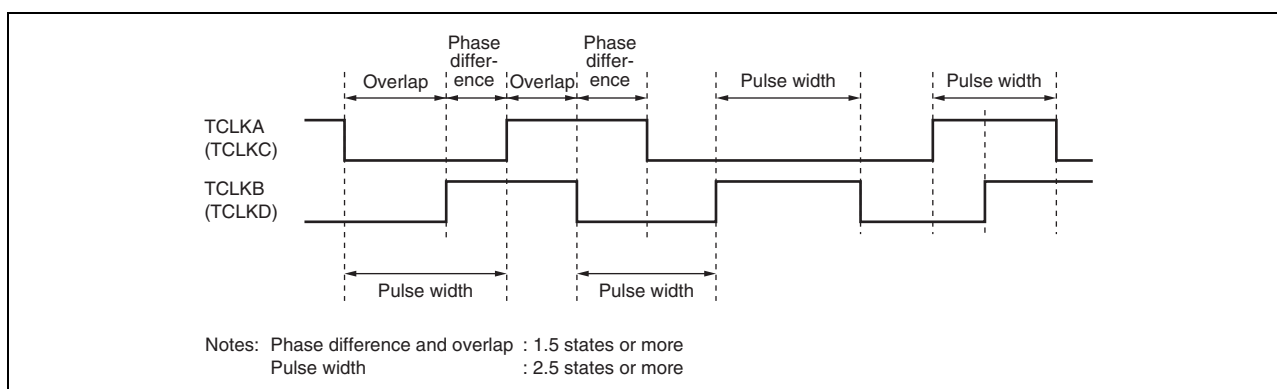 Phase differ-ence
Phase differ-ence
Overlap
Overlap
Pulse width
Pulse width
TCLKA
(TCLKC)
TCLKB
(TCLKD)
Pulse width
Pulse width
Notes: Phase difference and overlap : 1.5 states or more
Pulse width : 2.5 states or more